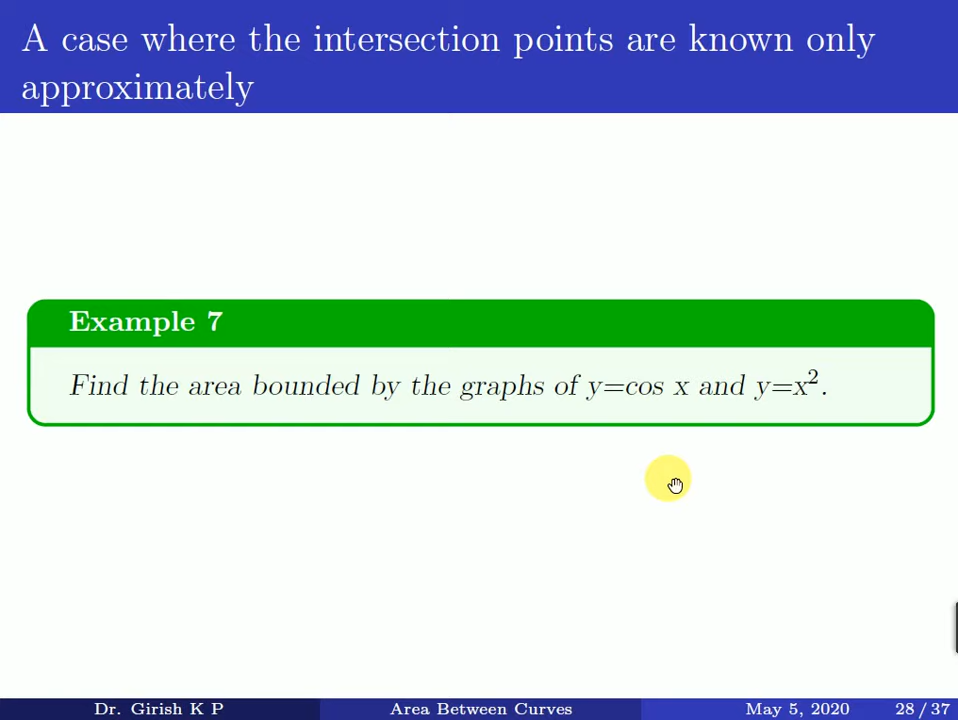 A case where the intersection points are known only
approximately
Example 7
Find the area bounded by the graphs of y=cos x and y=x².
Dr. Girish K P
Area Between Curves
May 5, 2020
28 / 37